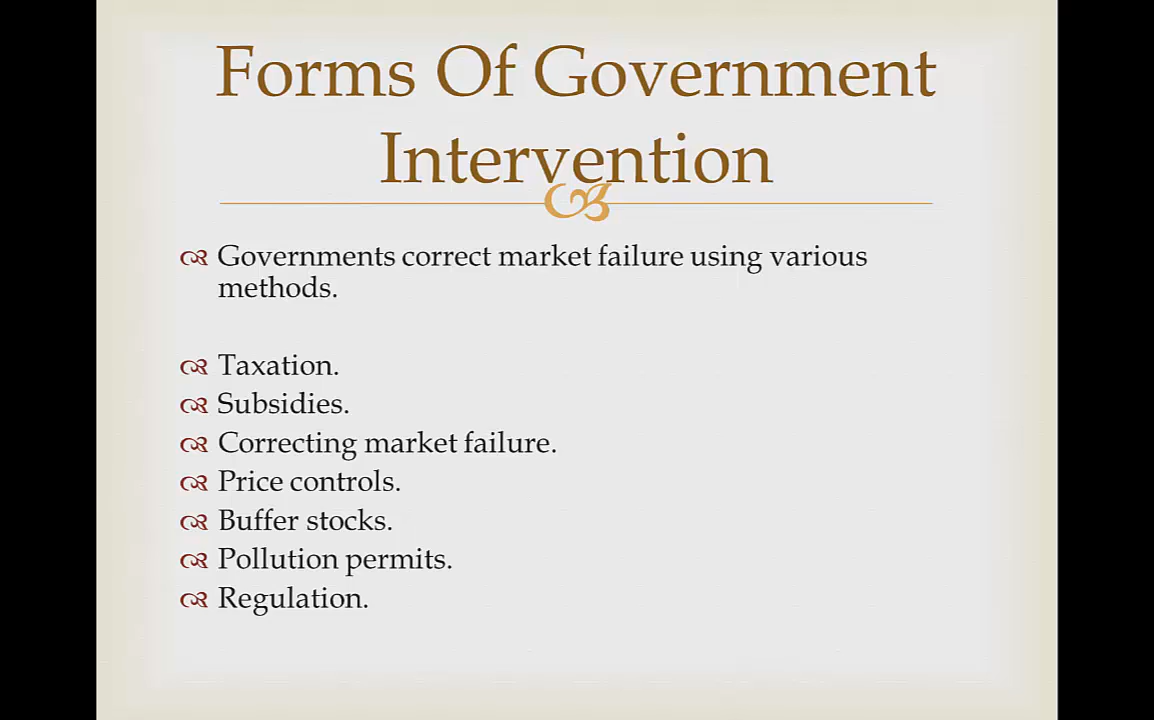 Forms Of Government
Intervention
Governments correct market failure using various
methods.
Taxation.
Subsidies.
Correcting market failure.
Price controls.
Buffer stocks.
Pollution permits.
Regulation.